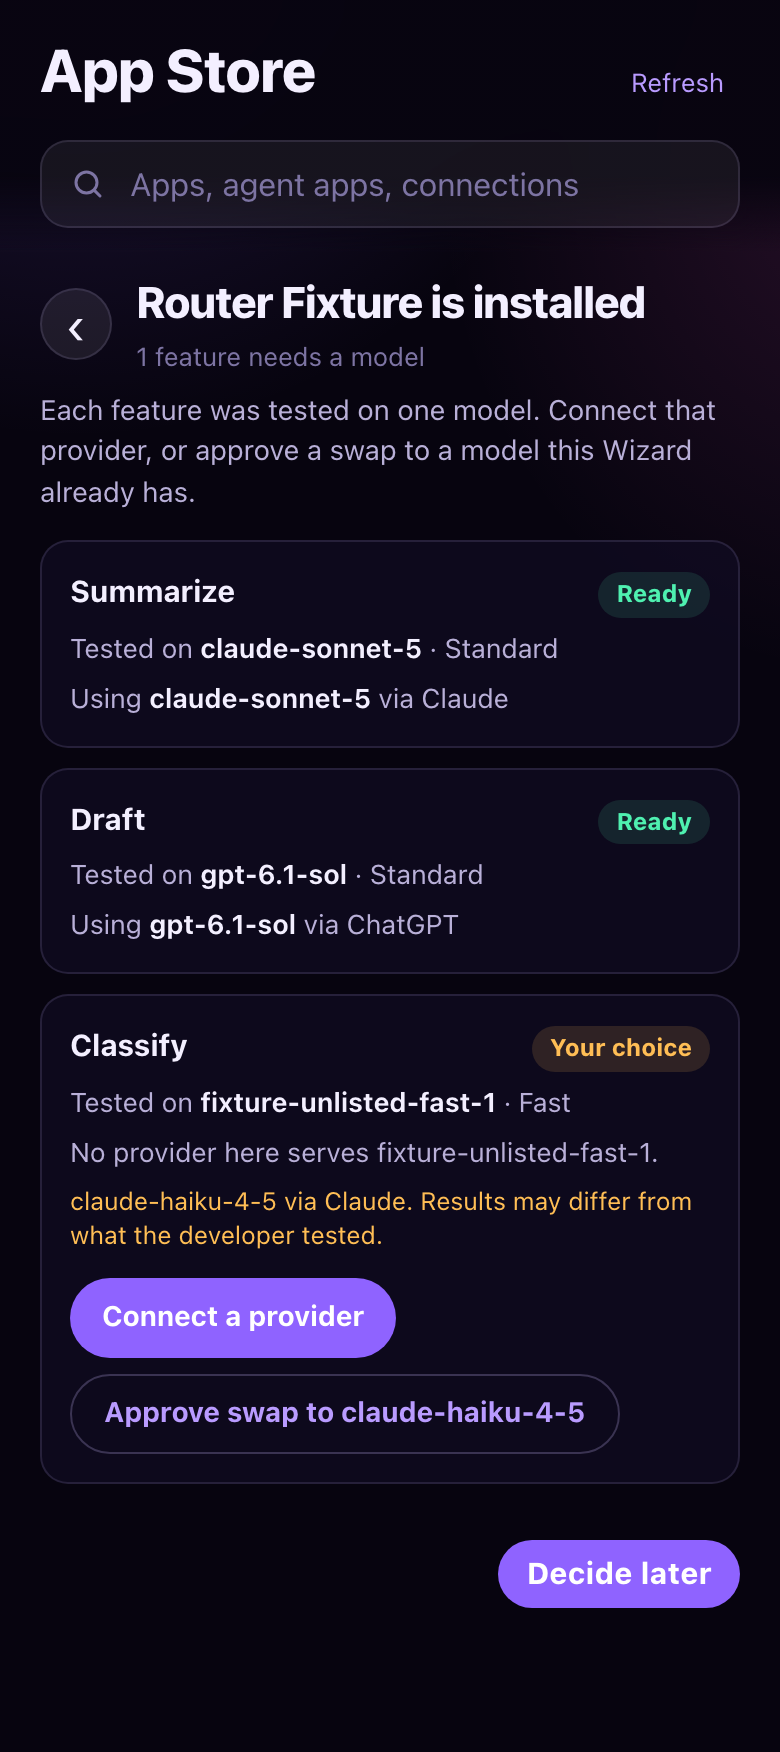 App Store
Refresh
Apps, agent apps, connections
Router Fixture is installed
1 feature needs a model
Each feature was tested on one model. Connect that
provider, or approve a swap to a model this Wizard
already has.
Summarize
Ready
Tested on claude-sonnet-5 · Standard
Using claude-sonnet-5 via Claude
Draft
Ready
Tested on gpt-6.1-sol · Standard
Using gpt-6.1-sol via ChatGPT
Classify
Your choice
Tested on fixture-unlisted-fast-1 · Fast
No provider here serves fixture-unlisted-fast-1.
claude-haiku-4-5 via Claude. Results may differ from
what the developer tested.
Connect a provider
Approve swap to claude-haiku-4-5
Decide later